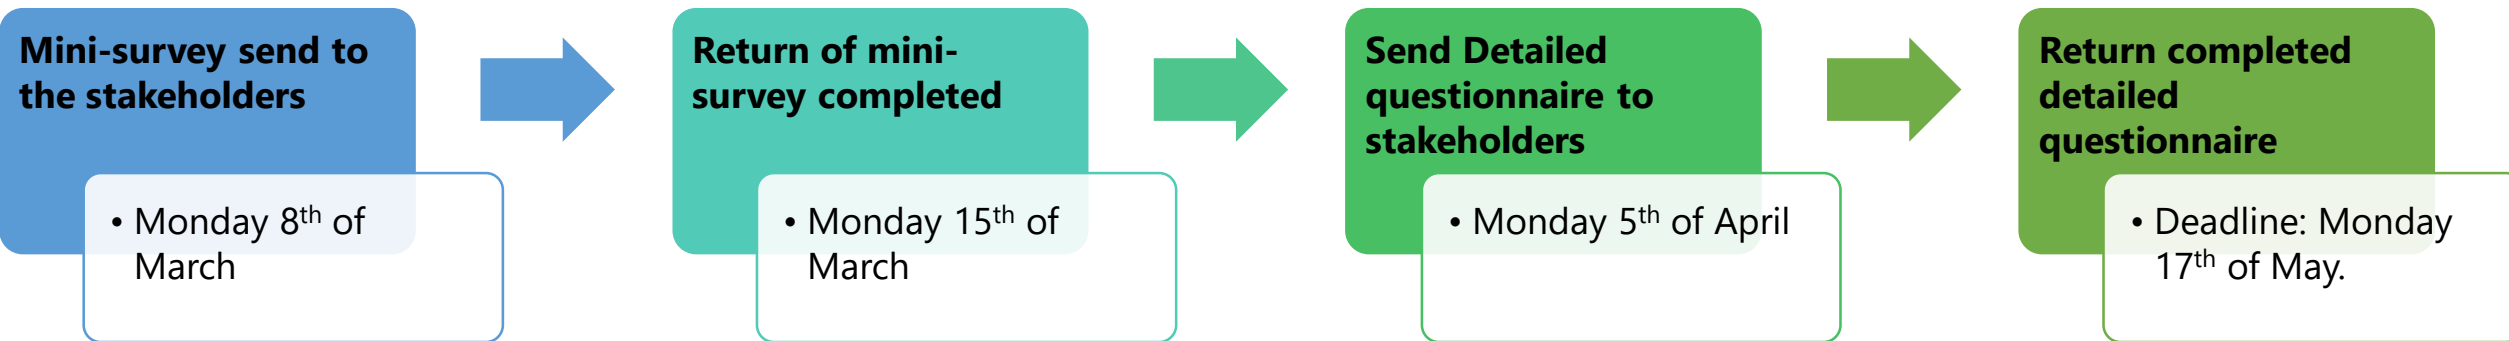 Mini-survey send to
the stakeholders
• Monday 8th of
March
Return of mini-
survey completed
• Monday 15th of
March
Send Detailed
questionnaire to
stakeholders
• Monday 5th of April
Return completed
detailed
questionnaire
• Deadline: Monday
17th of May.